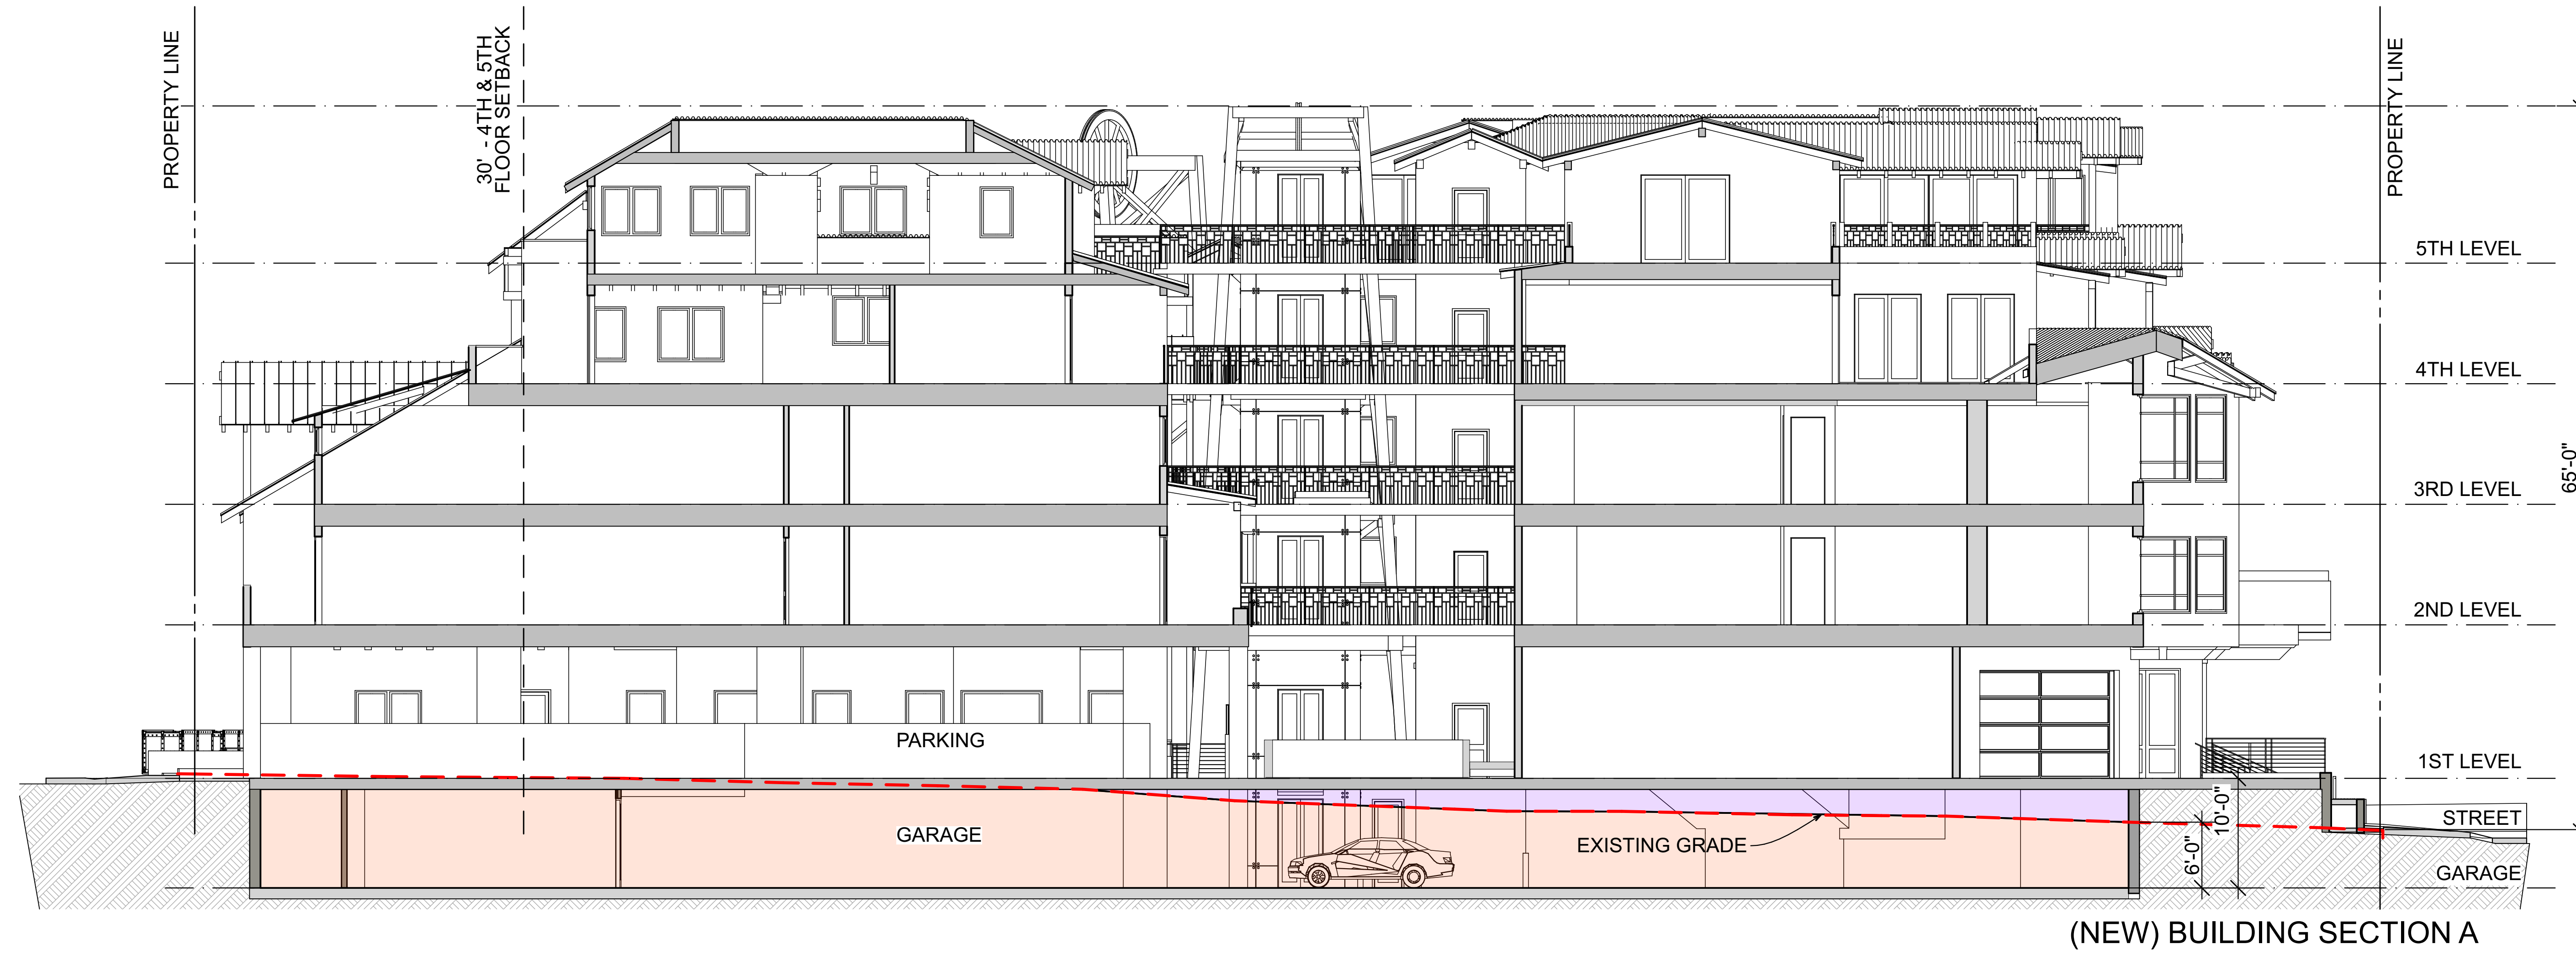 PROPERTY LINE
30' - 4TH & 5TH
FLOOR SETBACK
PROPERTY LINE
5TH LEVEL
4TH LEVEL
65'-0"
3RD LEVEL
2ND LEVEL
PARKING
1ST LEVEL
10'-0"
STREET
GARAGE
EXISTING GRADE
6'-0"
GARAGE
(NEW) BUILDING SECTION A